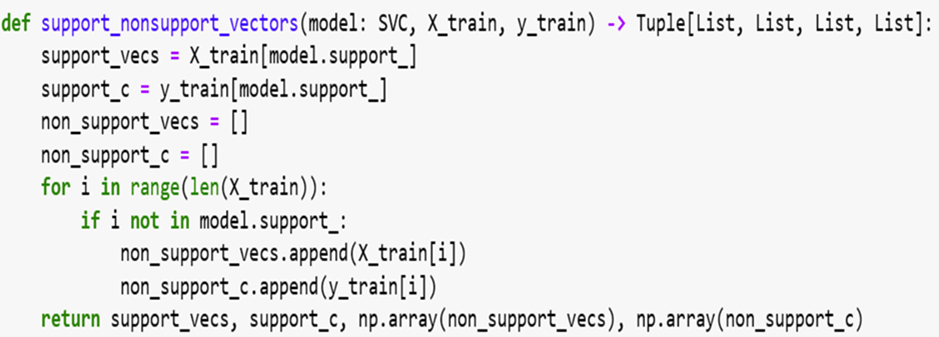 def support_nonsupport_vectors(model: SVC, X_train, y_train) -> Tuple[List, List, List, List]:
    support_vecs = X_train[model.support_]
    support_c = y_train[model.support_]
    non_support_vecs = []
    non_support_c = []
    for i in range(len(X_train)):
        if i not in model.support_:
            non_support_vecs.append(X_train[i])
            non_support_c.append(y_train[i])
    return support_vecs, support_c, np.array(non_support_vecs), np.array(non_support_c)